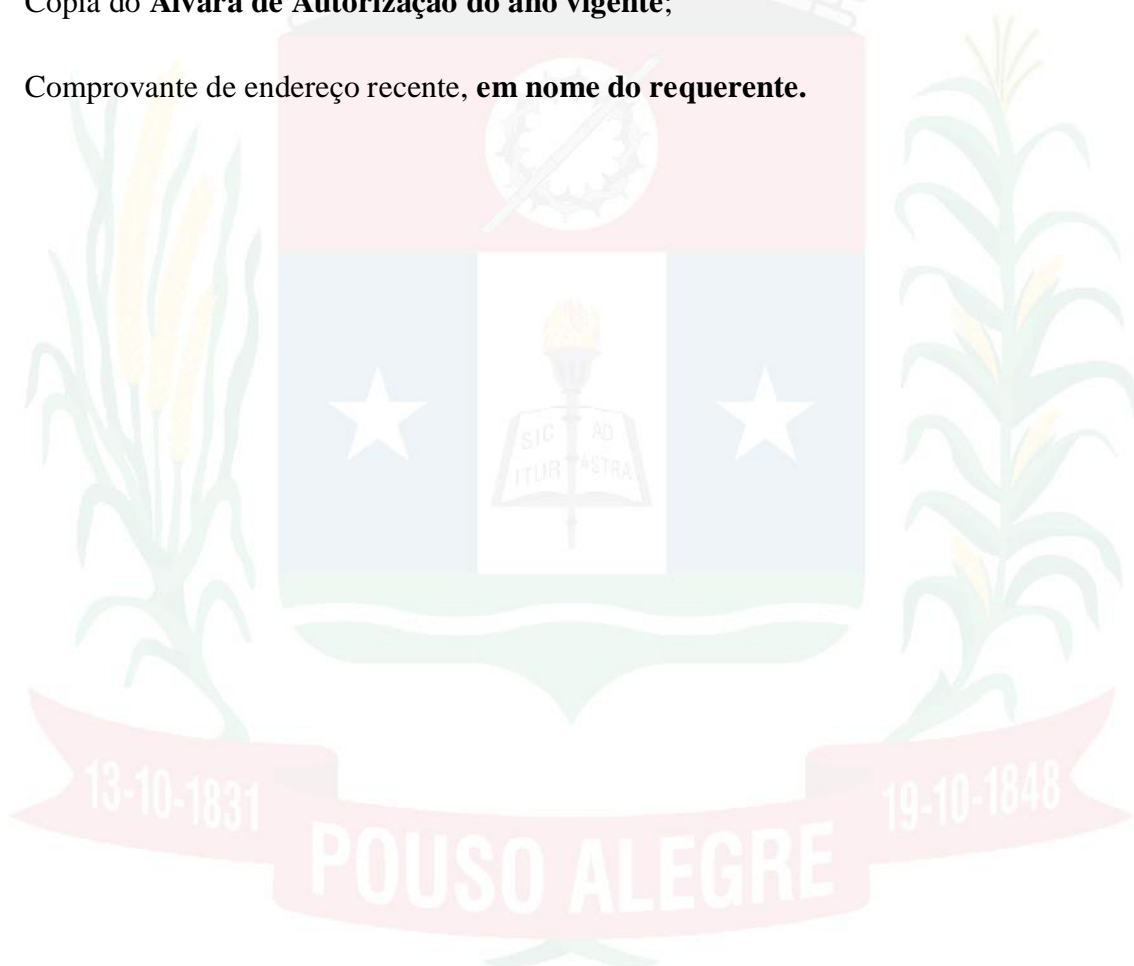 Cópia do Alvará de Autorização do ano vigente;
Comprovante de endereço recente, em nome do requerente.
SIC AD
ITUR ASTRA
13-10-1831
19-10-1848
POUSO ALEGRE